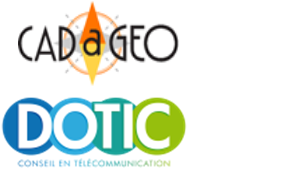 CADaGEO
DOTIC
CONSEIL EN TÉLÉCOMMUNICATION